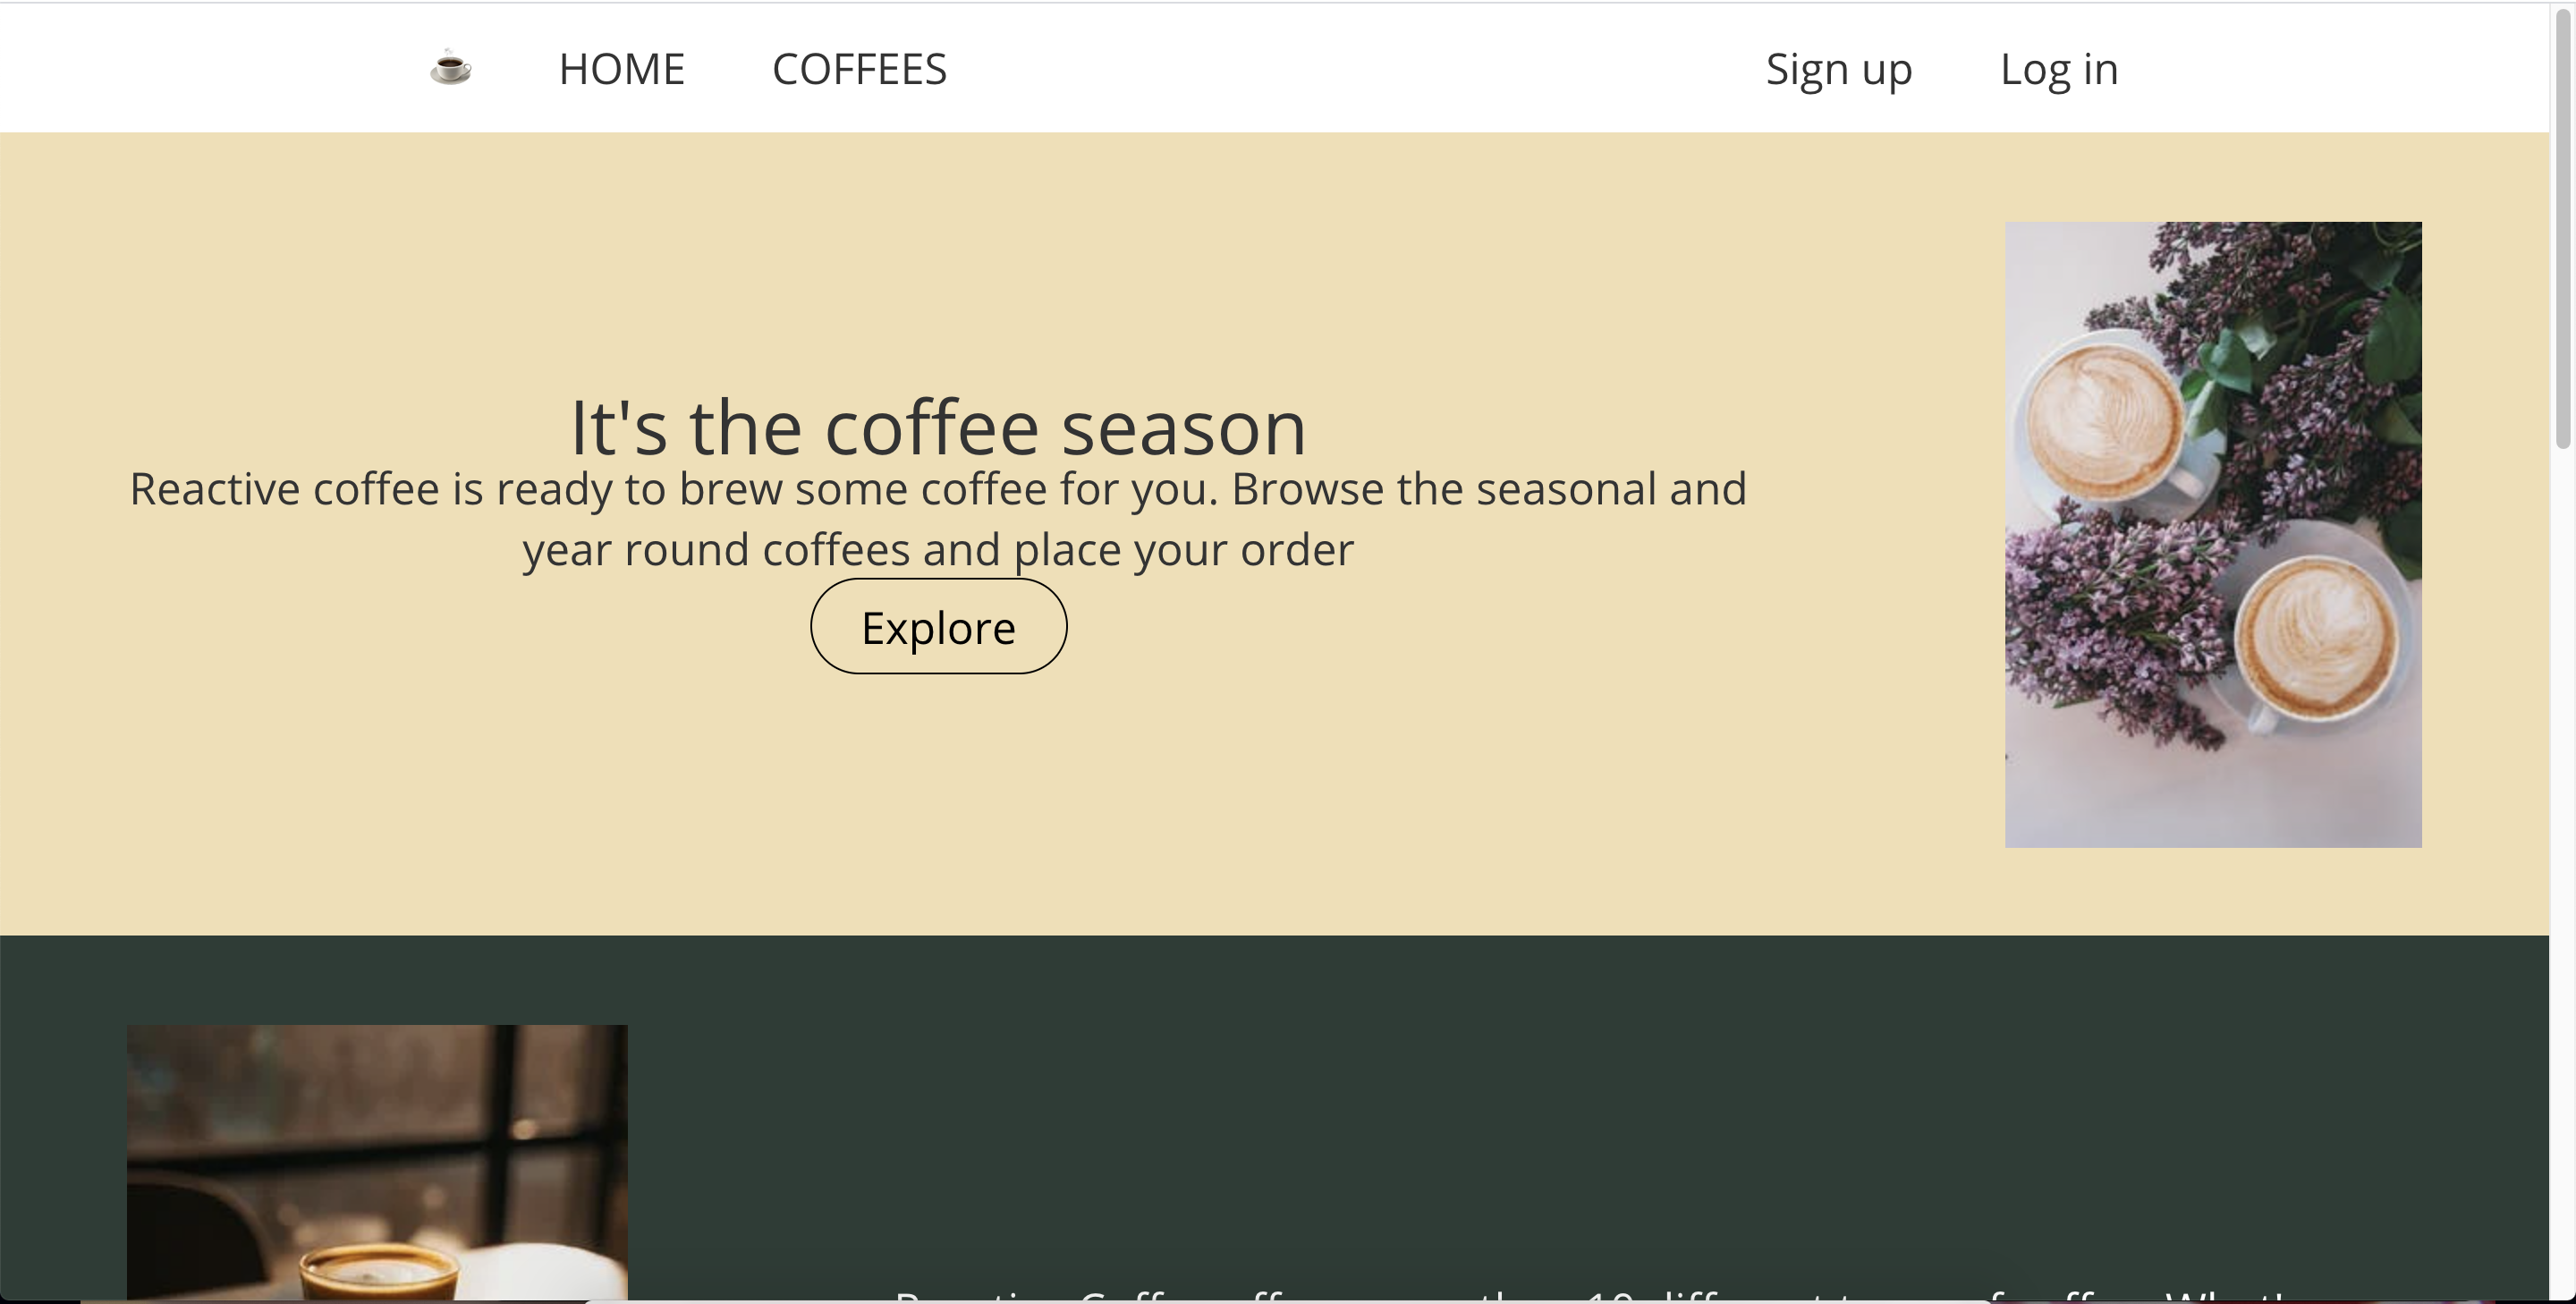 HOME COFFEES Sign up Log in
It's the coffee season
Reactive coffee is ready to brew some coffee for you. Browse the seasonal and
year round coffees and place your order
Explore